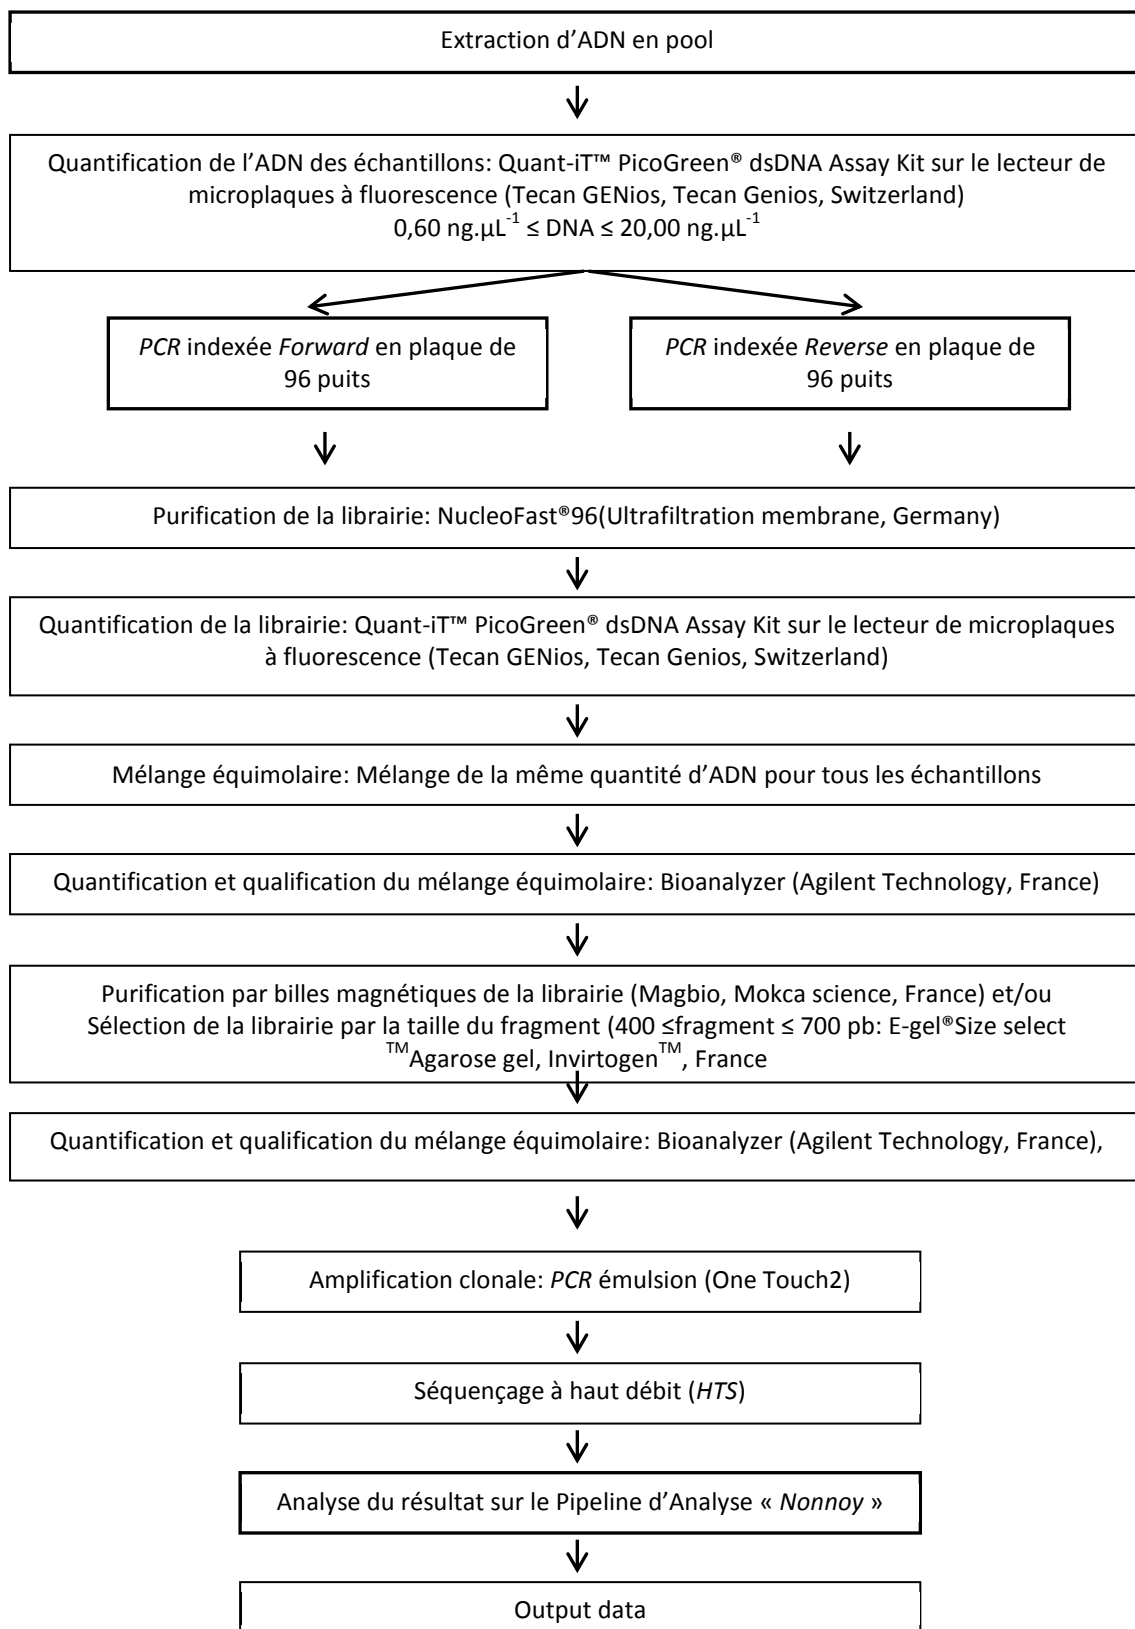 Extraction d’ADN en pool
Quantification de l’ADN des échantillons: Quant-iT™ PicoGreen® dsDNA Assay Kit sur le lecteur de
microplaques à fluorescence (Tecan GENios, Tecan Genios, Switzerland)
0,60 ng.µL⁻¹ ≤ DNA ≤ 20,00 ng.µL⁻¹
PCR indexée Forward en plaque de
96 puits
PCR indexée Reverse en plaque de
96 puits
Purification de la librairie: NucleoFast®96(Ultrafiltration membrane, Germany)
Quantification de la librairie: Quant-iT™ PicoGreen® dsDNA Assay Kit sur le lecteur de microplaques
à fluorescence (Tecan GENios, Tecan Genios, Switzerland)
Mélange équimolaire: Mélange de la même quantité d’ADN pour tous les échantillons
Quantification et qualification du mélange équimolaire: Bioanalyzer (Agilent Technology, France)
Purification par billes magnétiques de la librairie (Magbio, Mokca science, France) et/ou
Sélection de la librairie par la taille du fragment (400 ≤fragment ≤ 700 pb: E-gel®Size select
™Agarose gel, Invirtogen™, France
Quantification et qualification du mélange équimolaire: Bioanalyzer (Agilent Technology, France),
Amplification clonale: PCR émulsion (One Touch2)
Séquençage à haut débit (HTS)
Analyse du résultat sur le Pipeline d’Analyse « Nonnoy »
Output data